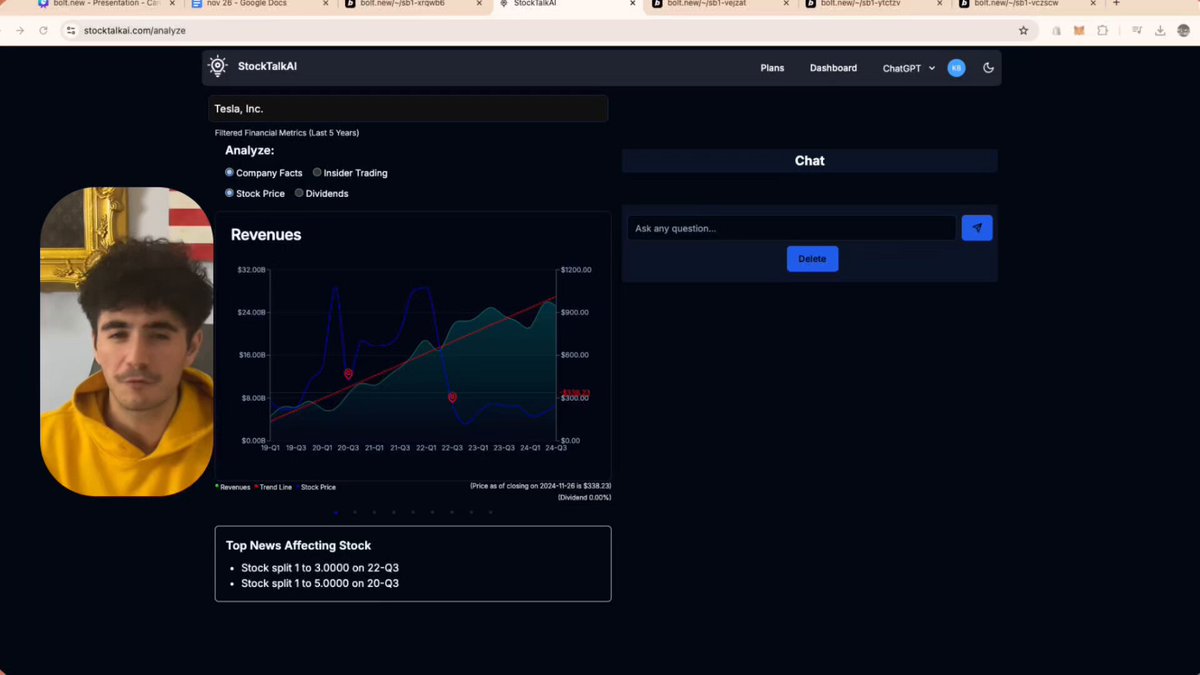 bolt.new - Presentation - Ca
nov 26 - Google Docs
bolt.new/~/sb1-xrqwb6
StockTalkAI
bolt.new/~/sb1-vejzat
bolt.new/~/sb1-ytctzv
bolt.new/~/sb1-vczscw
stocktalkai.com/analyze
StockTalkAI
Plans
Dashboard
ChatGPT
KB
Tesla, Inc.
Filtered Financial Metrics (Last 5 Years)
Analyze:
Company Facts
Insider Trading
Stock Price
Dividends
Revenues
$32.00B
$24.00B
$16.00B
$8.00B
$0.00B
$1200.00
$900.00
$600.00
$338.23
$300.00
$0.00
19-Q1 19-Q3 20-Q1 20-Q3 21-Q1 21-Q3 22-Q1 22-Q3 23-Q1 23-Q3 24-Q1 24-Q3
Revenues Trend Line Stock Price
(Price as of closing on 2024-11-26 is $338.23)
(Dividend 0.00%)
Top News Affecting Stock
• Stock split 1 to 3.0000 on 22-Q3
• Stock split 1 to 5.0000 on 20-Q3
Chat
Ask any question...
Delete